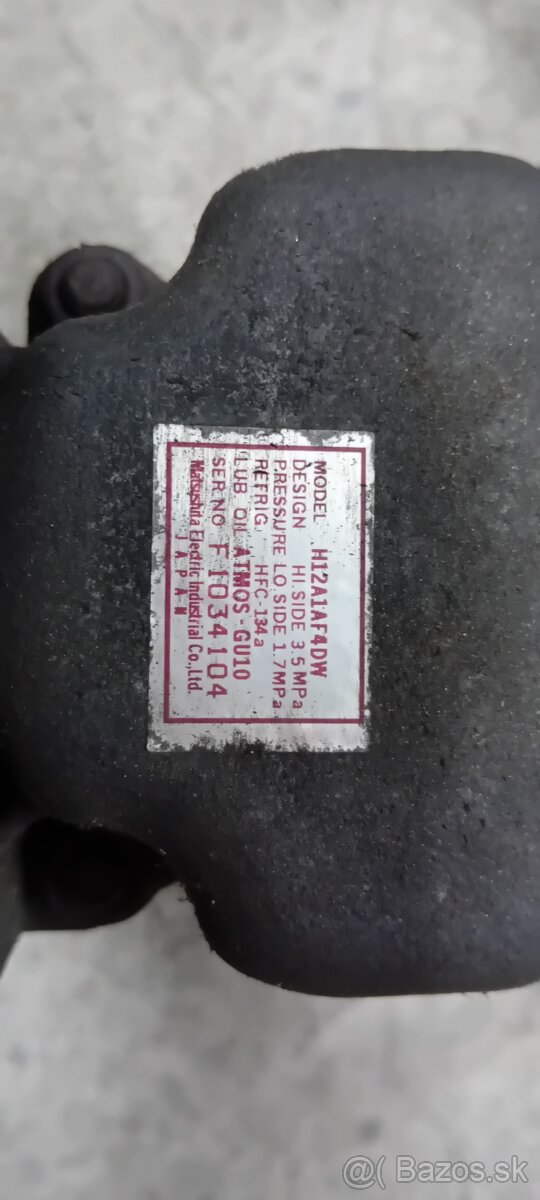 MODEL H12A1AF4DW
DESIGN HI.SIDE 3.5MPa
PRESSURE LO.SIDE 1.7MPa
REFRIG. HFC-134a
LUB OIL ATMOS-GU10
SER.NO F1034104
Matsushita Electric Industrial Co.,Ltd.
JAPAN
@( Bazos.sk